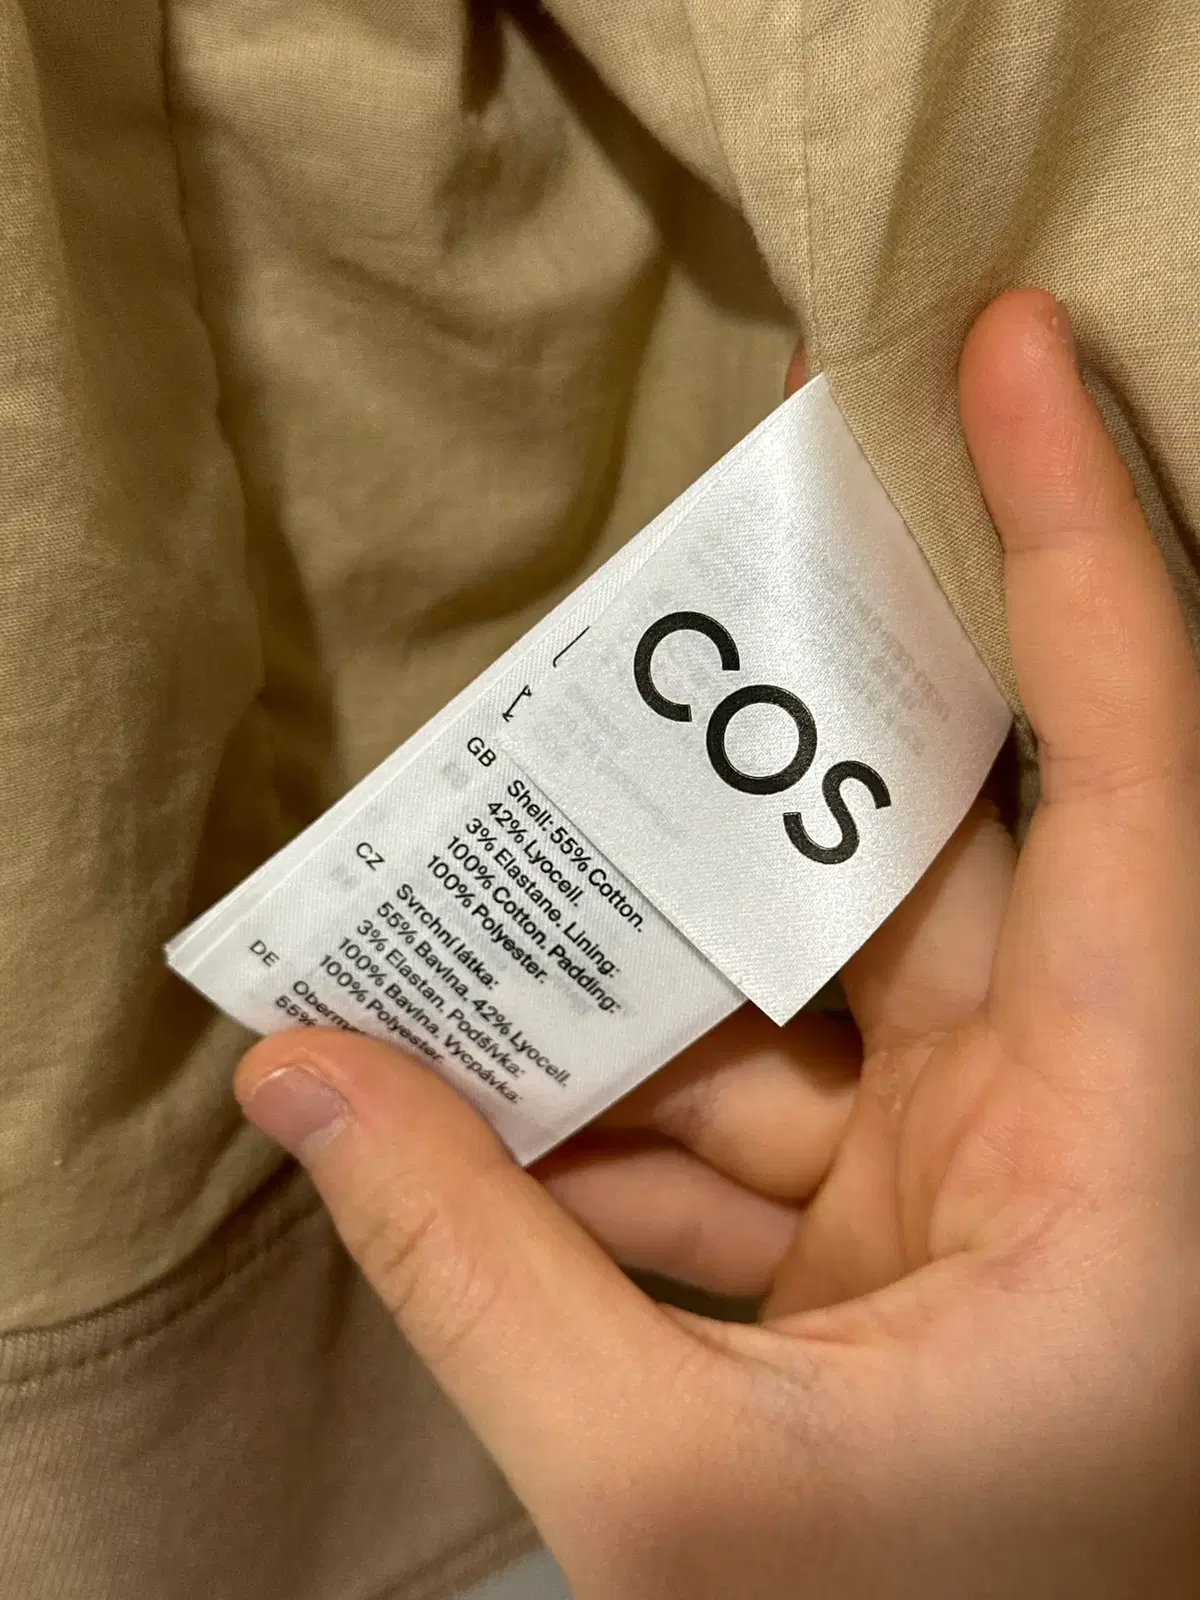 COS
GB Shell: 55% Cotton.
42% Lyocell.
3% Elastane. Lining:
100% Cotton. Padding:
100% Polyester.
CZ Svrchní látka:
55% Bavlna, 42% Lyocell,
3% Elastan. Podšívka:
100% Bavlna. Vycpávka:
100% Polyester.
DE
55%